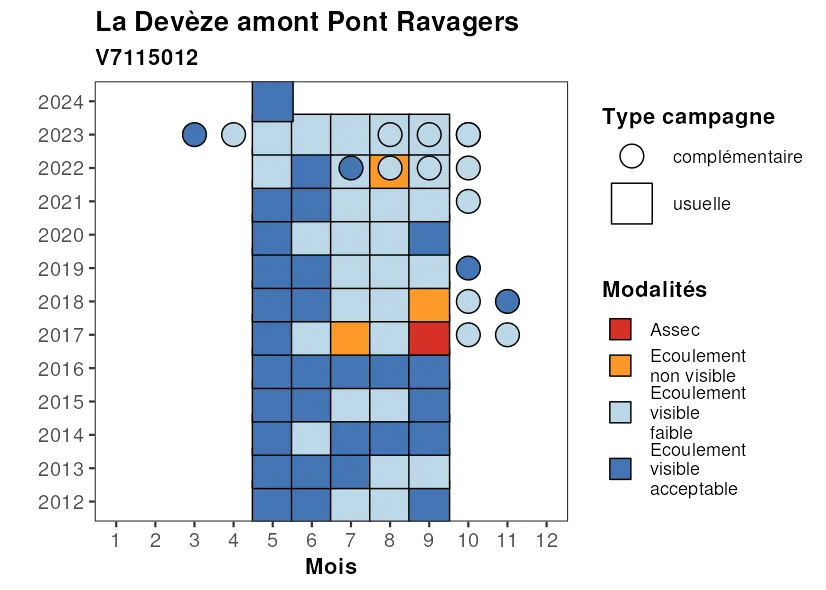 La Devèze amont Pont Ravagers
V7115012
2024
2023
2022
2021
2020
2019
2018
2017
2016
2015
2014
2013
2012
1 2 3 4 5 6 7 8 9 10 11 12
Mois
Type campagne
complémentaire
usuelle
Modalités
Assec
Ecoulement
non visible
Ecoulement
visible
faible
Ecoulement
visible
acceptable